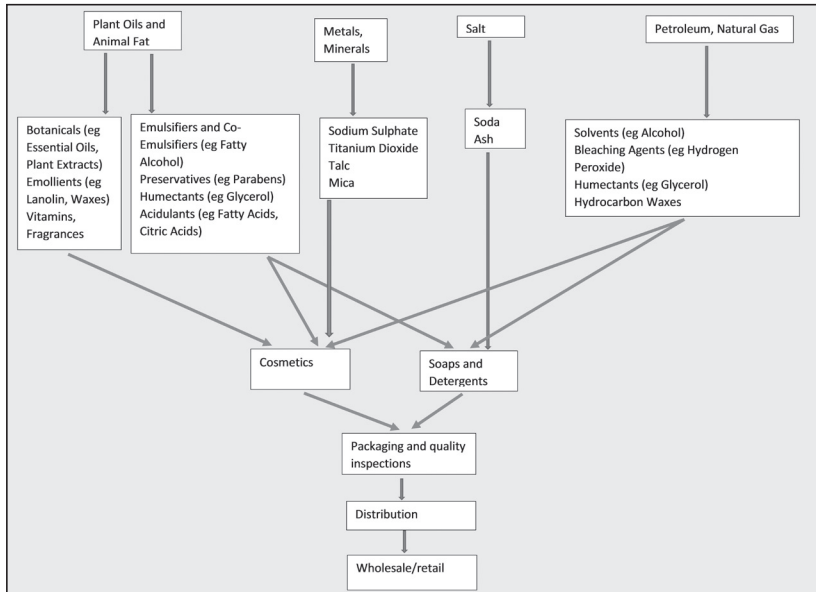 Plant Oils and
Animal Fat
Metals,
Minerals
Salt
Petroleum, Natural Gas
Botanicals (eg
Essential Oils,
Plant Extracts)
Emollients (eg
Lanolin, Waxes)
Vitamins,
Fragrances
Emulsifiers and Co-
Emulsifiers (eg Fatty
Alcohol)
Preservatives (eg Parabens)
Humectants (eg Glycerol)
Acidulants (eg Fatty Acids,
Citric Acids)
Sodium Sulphate
Titanium Dioxide
Talc
Mica
Soda
Ash
Solvents (eg Alcohol)
Bleaching Agents (eg Hydrogen
Peroxide)
Humectants (eg Glycerol)
Hydrocarbon Waxes
Cosmetics
Soaps and
Detergents
Packaging and quality
inspections
Distribution
Wholesale/retail